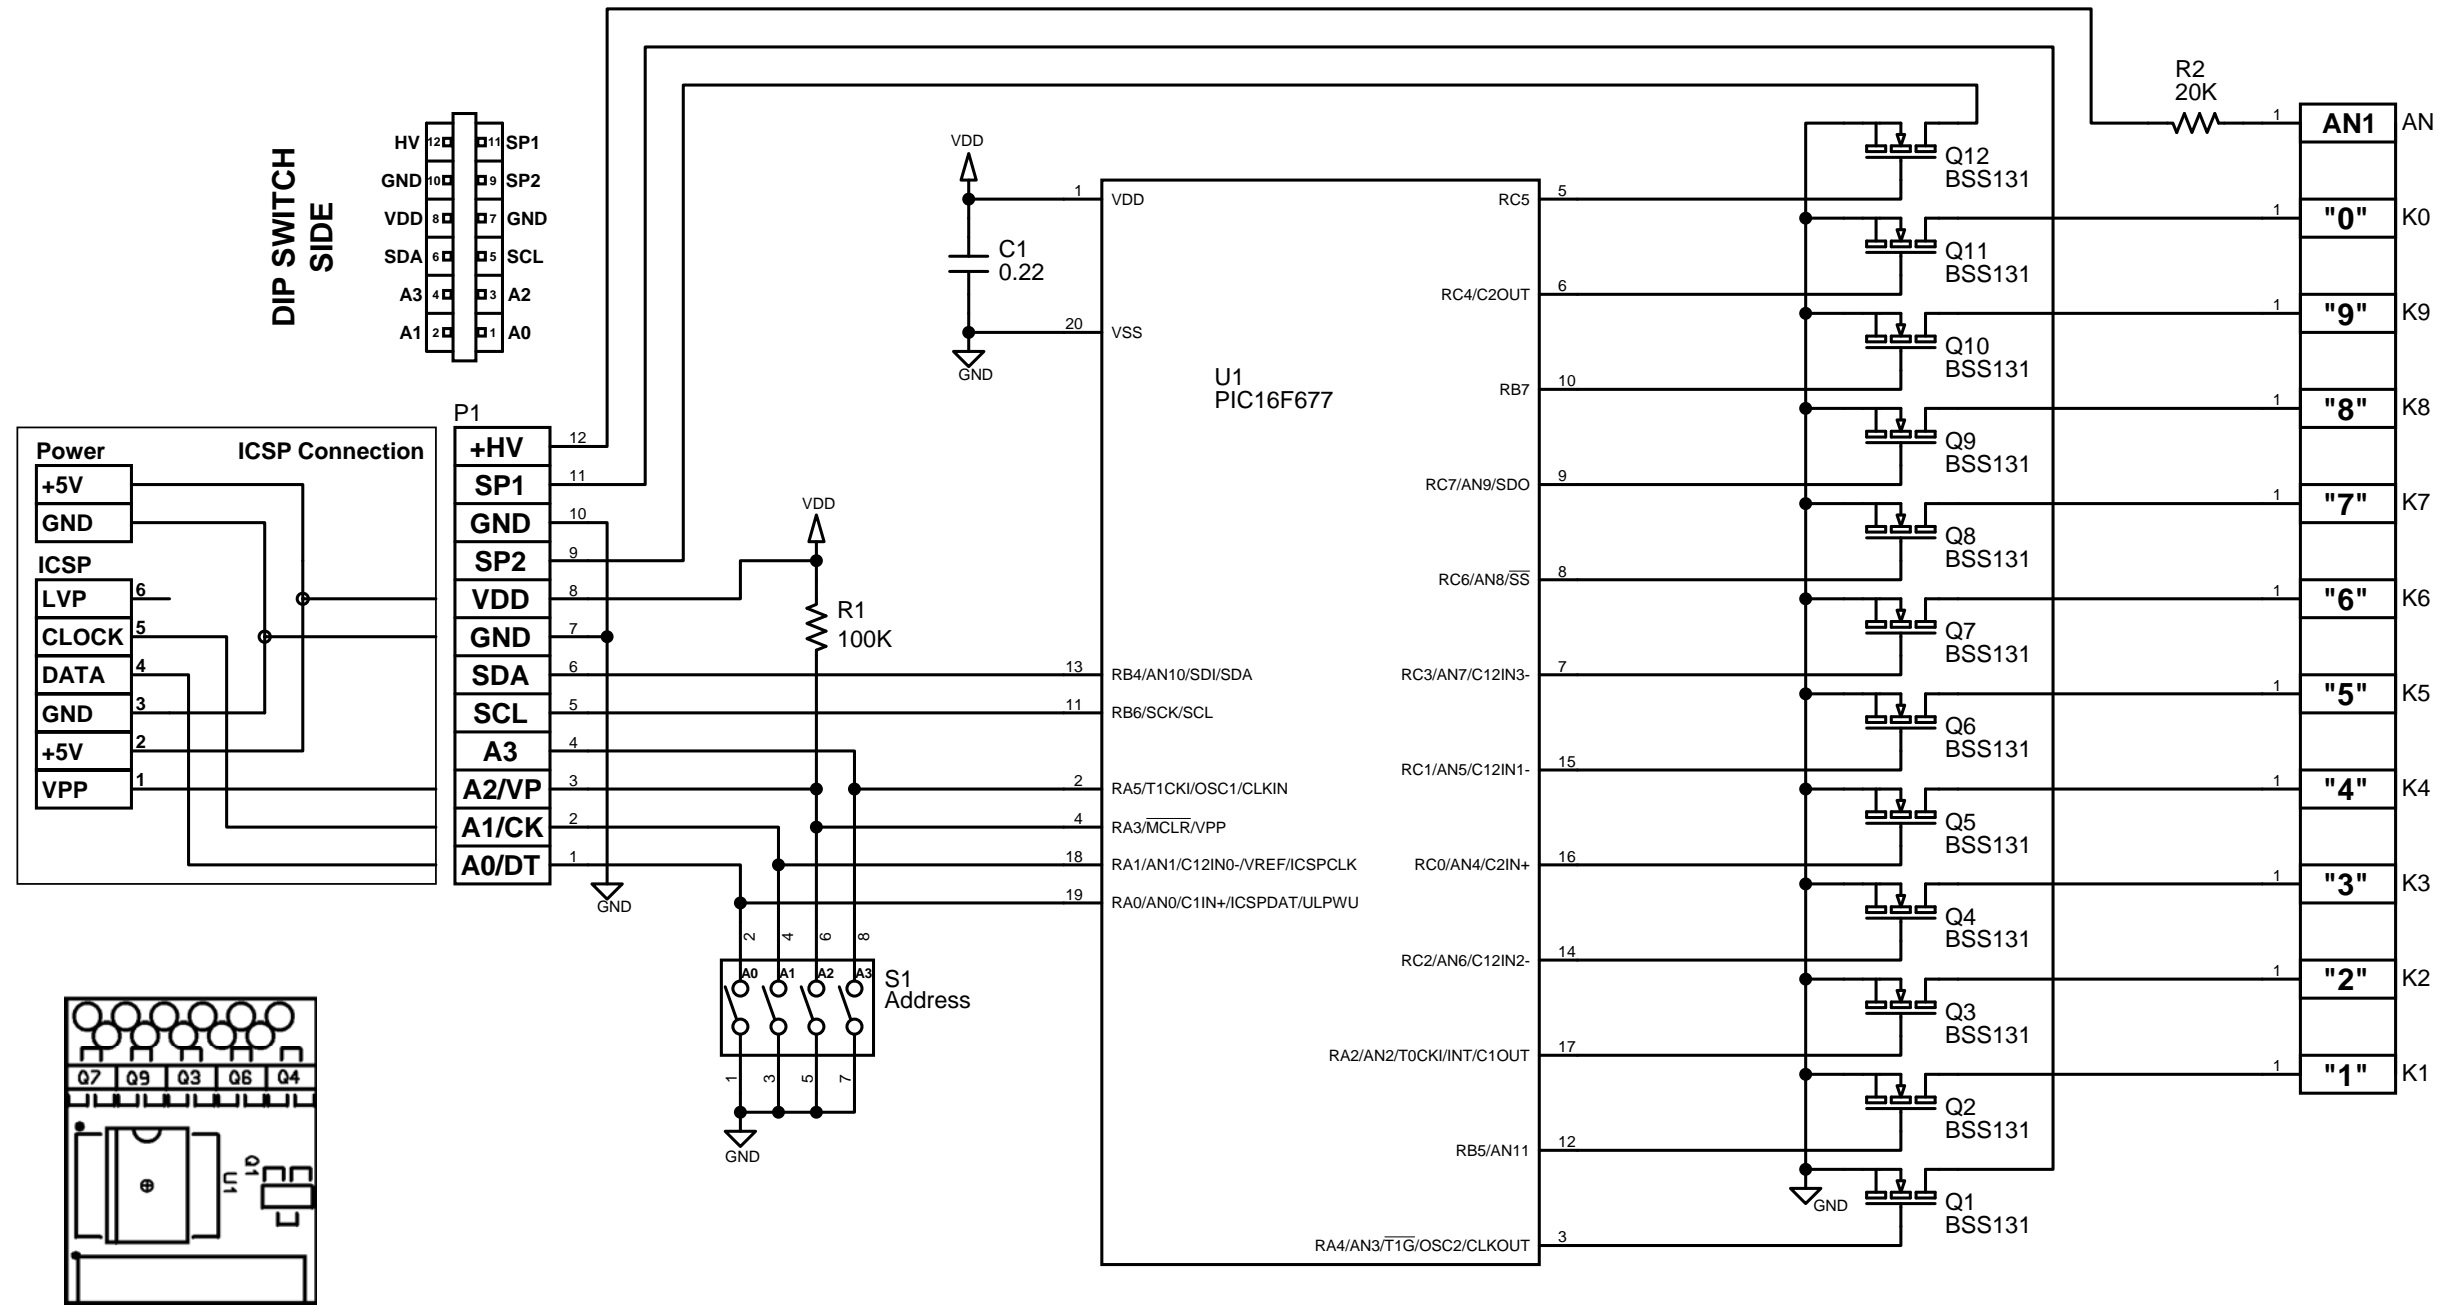 R2
20K
1
AN1
AN
DIP SWITCH
SIDE
HV 12 11 SP1
GND 10 9 SP2
VDD 8 7 GND
SDA 6 5 SCL
A3 4 3 A2
A1 2 1 A0
Power
ICSP Connection
+5V
GND
ICSP
LVP 6
CLOCK 5
DATA 4
GND 3
+5V 2
VPP 1
P1
+HV 12
SP1 11
GND 10
SP2 9
VDD 8
GND 7
SDA 6
SCL 5
A3 4
A2/VP 3
A1/CK 2
A0/DT 1
GND
VDD
R1
100K
VDD
C1
0.22
GND
U1
PIC16F677
1 VDD
20 VSS
13 RB4/AN10/SDI/SDA
11 RB6/SCK/SCL
2 RA5/T1CKI/OSC1/CLKIN
4 RA3/MCLR/VPP
18 RA1/AN1/C12IN0-/VREF/ICSPCLK
19 RA0/AN0/C1IN+/ICSPDAT/ULPWU
RC5 5
RC4/C2OUT 6
RB7 10
RC7/AN9/SDO 9
RC6/AN8/SS 8
RC3/AN7/C12IN3- 7
RC1/AN5/C12IN1- 15
RC0/AN4/C2IN+ 16
RC2/AN6/C12IN2- 14
RA2/AN2/T0CKI/INT/C1OUT 17
RB5/AN11 12
RA4/AN3/T1G/OSC2/CLKOUT 3
2 4 6 8
A0 A1 A2 A3
S1
Address
1 3 5 7
GND
Q12
BSS131
Q11
BSS131
Q10
BSS131
Q9
BSS131
Q8
BSS131
Q7
BSS131
Q6
BSS131
Q5
BSS131
Q4
BSS131
Q3
BSS131
Q2
BSS131
Q1
BSS131
GND
1 "0" K0
1 "9" K9
1 "8" K8
1 "7" K7
1 "6" K6
1 "5" K5
1 "4" K4
1 "3" K3
1 "2" K2
1 "1" K1
Q7 Q9 Q3 Q6 Q4
Q1
U1